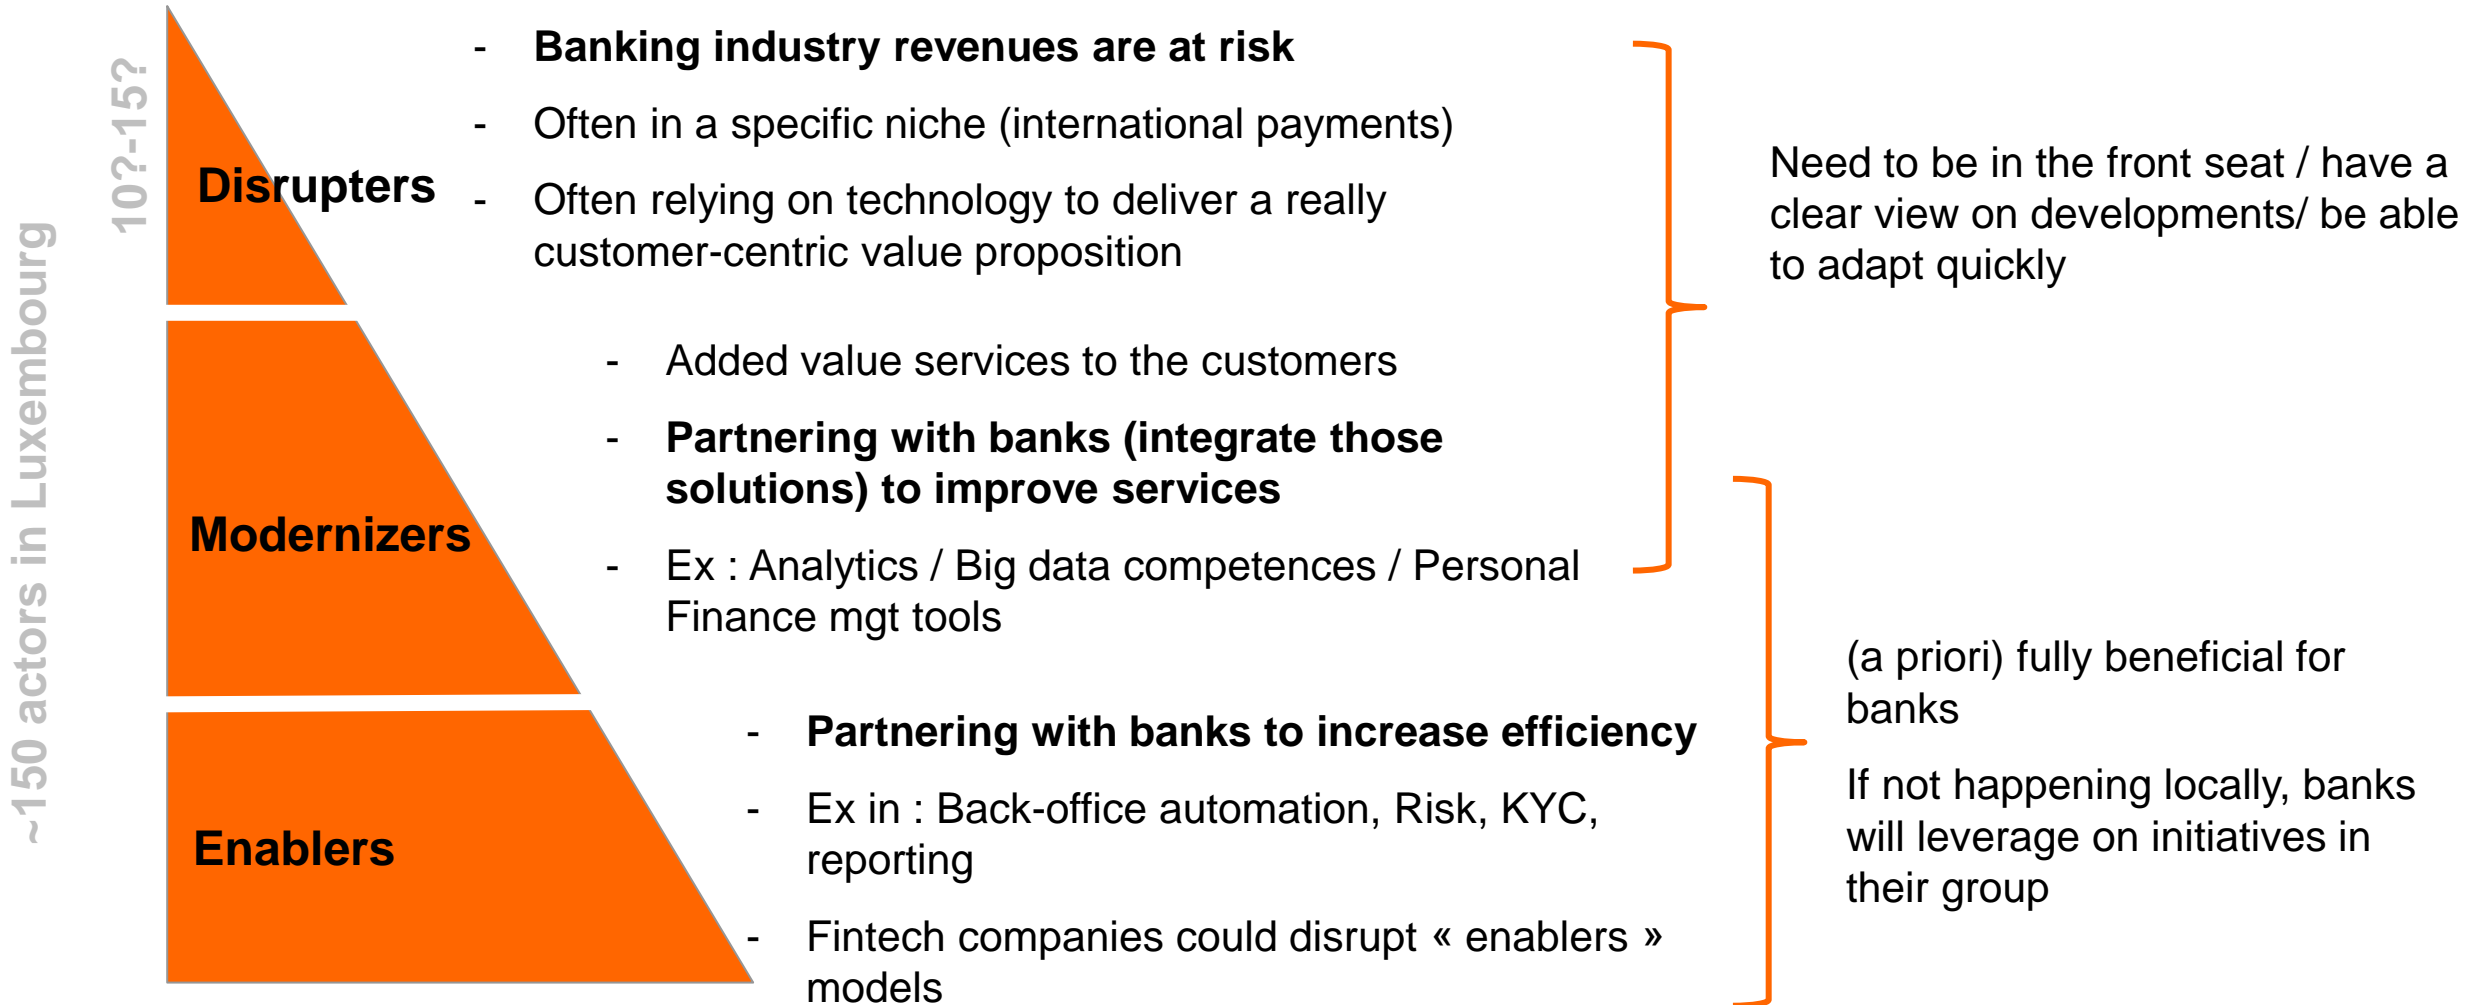 ~150 actors in Luxembourg
10?-15?
Disrupters
- Banking industry revenues are at risk
- Often in a specific niche (international payments)
- Often relying on technology to deliver a really
customer-centric value proposition
Need to be in the front seat / have a
clear view on developments/ be able
to adapt quickly
Modernizers
- Added value services to the customers
- Partnering with banks (integrate those
solutions) to improve services
- Ex : Analytics / Big data competences / Personal
Finance mgt tools
Enablers
- Partnering with banks to increase efficiency
- Ex in : Back-office automation, Risk, KYC,
reporting
- Fintech companies could disrupt « enablers »
models
(a priori) fully beneficial for
banks
If not happening locally, banks
will leverage on initiatives in
their group